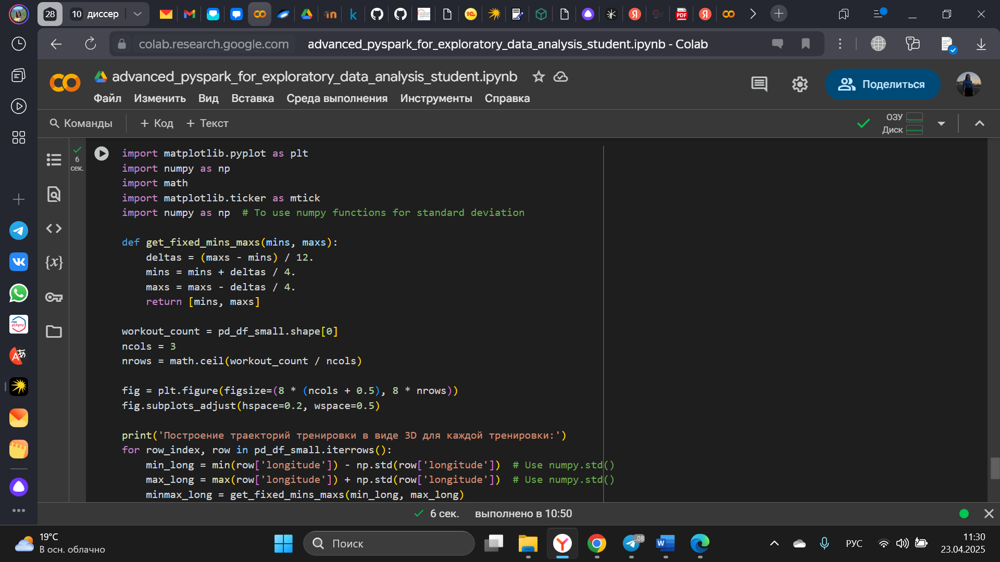 28
10 диссер
colab.research.google.com advanced_pyspark_for_exploratory_data_analysis_student.ipynb - Colab
advanced_pyspark_for_exploratory_data_analysis_student.ipynb
Файл Изменить Вид Вставка Среда выполнения Инструменты Справка
Поделиться
Команды + Код + Текст
ОЗУ
Диск
6
сек.
import matplotlib.pyplot as plt
import numpy as np
import math
import matplotlib.ticker as mtick
import numpy as np  # To use numpy functions for standard deviation
def get_fixed_mins_maxs(mins, maxs):
    deltas = (maxs - mins) / 12.
    mins = mins + deltas / 4.
    maxs = maxs - deltas / 4.
    return [mins, maxs]
workout_count = pd_df_small.shape[0]
ncols = 3
nrows = math.ceil(workout_count / ncols)
fig = plt.figure(figsize=(8 * (ncols + 0.5), 8 * nrows))
fig.subplots_adjust(hspace=0.2, wspace=0.5)
print('Построение траекторий тренировки в виде 3D для каждой тренировки:')
for row_index, row in pd_df_small.iterrows():
    min_long = min(row['longitude']) - np.std(row['longitude'])  # Use numpy.std()
    max_long = max(row['longitude']) + np.std(row['longitude'])  # Use numpy.std()
    minmax_long = get_fixed_mins_maxs(min_long, max_long)
6 сек. выполнено в 10:50
19°C
В осн. облачно
Поиск
РУС
11:30
23.04.2025